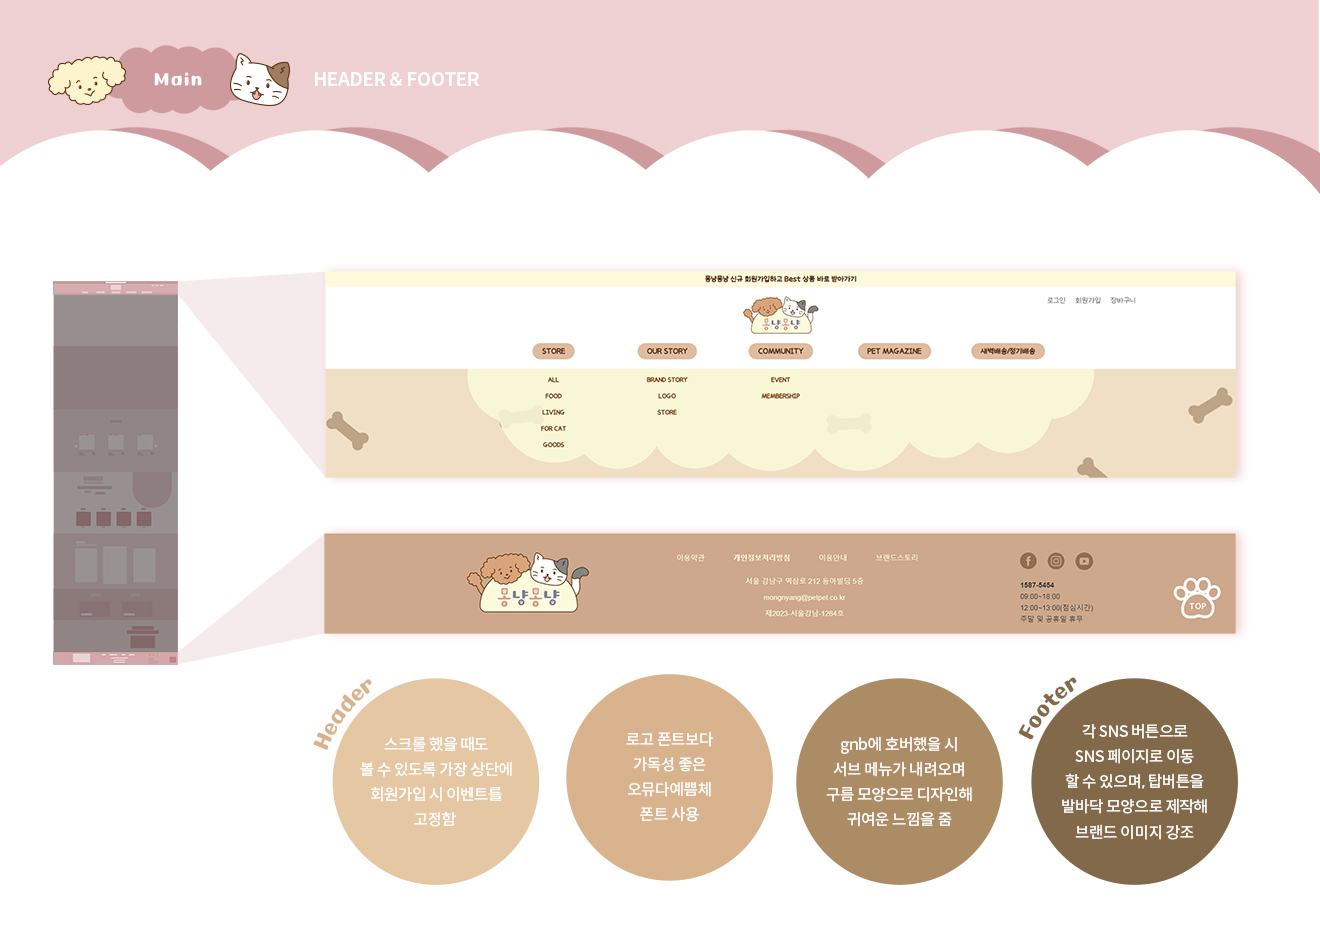 Main
HEADER & FOOTER
몽냥몽냥 신규 회원가입하고 Best 상품 바로 받아가기
로그인 회원가입 장바구니
몽냥몽냥
STORE OUR STORY COMMUNITY PET MAGAZINE 새벽배송/정기배송
ALL BRAND STORY EVENT
FOOD LOGO MEMBERSHIP
LIVING STORE
FOR CAT
GOODS
몽냥몽냥
이용약관 개인정보처리방침 이용안내 브랜드스토리
서울 강남구 역삼로 212 동아빌딩 5층
mongnyang@petpet.co.kr
제2023-서울강남-1264호
1587-5454
09:00~18:00
12:00~13:00(점심시간)
주말 및 공휴일 휴무
TOP
Header
스크롤 했을 때도
볼 수 있도록 가장 상단에
회원가입 시 이벤트를
고정함
로고 폰트보다
가독성 좋은
오뮤다예쁨체
폰트 사용
gnb에 호버했을 시
서브 메뉴가 내려오며
구름 모양으로 디자인해
귀여운 느낌을 줌
Footer
각 SNS 버튼으로
SNS 페이지로 이동
할 수 있으며, 탑버튼을
발바닥 모양으로 제작해
브랜드 이미지 강조